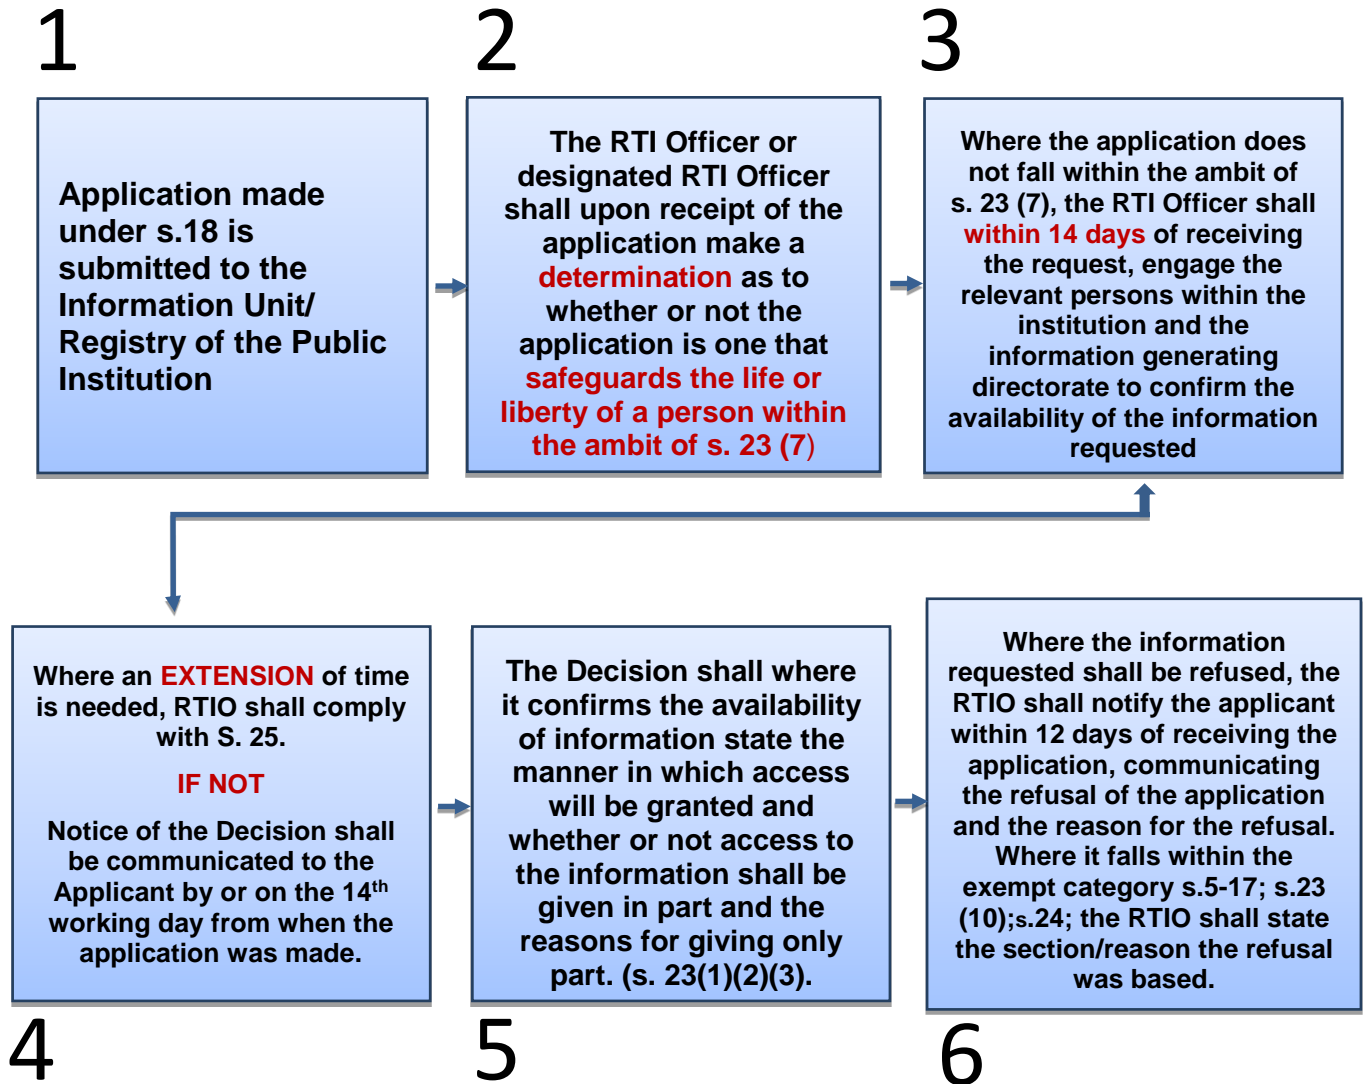 1
Application made
under s.18 is
submitted to the
Information Unit/
Registry of the Public
Institution
2
The RTI Officer or
designated RTI Officer
shall upon receipt of the
application make a
determination as to
whether or not the
application is one that
safeguards the life or
liberty of a person within
the ambit of s. 23 (7)
3
Where the application does
not fall within the ambit of
s. 23 (7), the RTI Officer shall
within 14 days of receiving
the request, engage the
relevant persons within the
institution and the
information generating
directorate to confirm the
availability of the information
requested
Where an EXTENSION of time
is needed, RTIO shall comply
with S. 25.
IF NOT
Notice of the Decision shall
be communicated to the
Applicant by or on the 14th
working day from when the
application was made.
4
The Decision shall where
it confirms the availability
of information state the
manner in which access
will be granted and
whether or not access to
the information shall be
given in part and the
reasons for giving only
part. (s. 23(1)(2)(3).
5
Where the information
requested shall be refused, the
RTIO shall notify the applicant
within 12 days of receiving the
application, communicating
the refusal of the application
and the reason for the refusal.
Where it falls within the
exempt category s.5-17; s.23
(10);s.24; the RTIO shall state
the section/reason the refusal
was based.
6